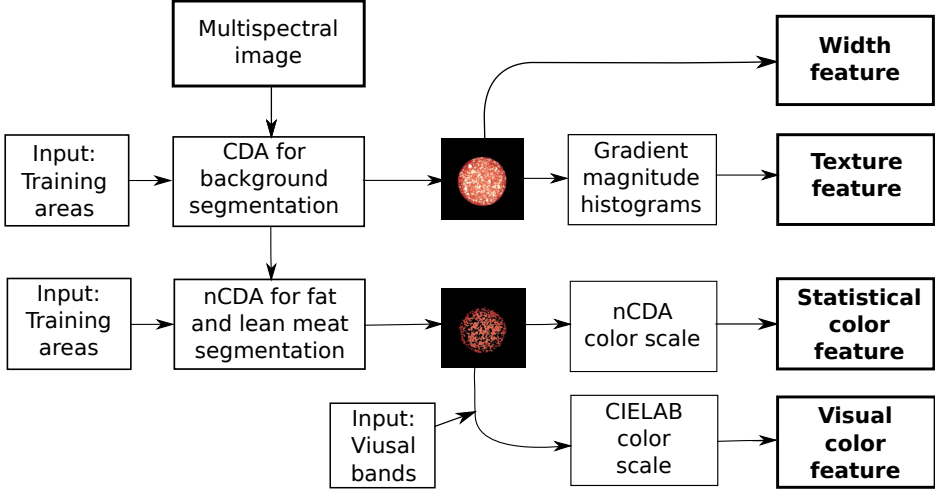 Multispectral
image
Width
feature
Input:
Training
areas
CDA for
background
segmentation
Gradient
magnitude
histograms
Texture
feature
Input:
Training
areas
nCDA for fat
and lean meat
segmentation
nCDA
color scale
Statistical
color
feature
Input:
Viusal
bands
CIELAB
color
scale
Visual
color
feature